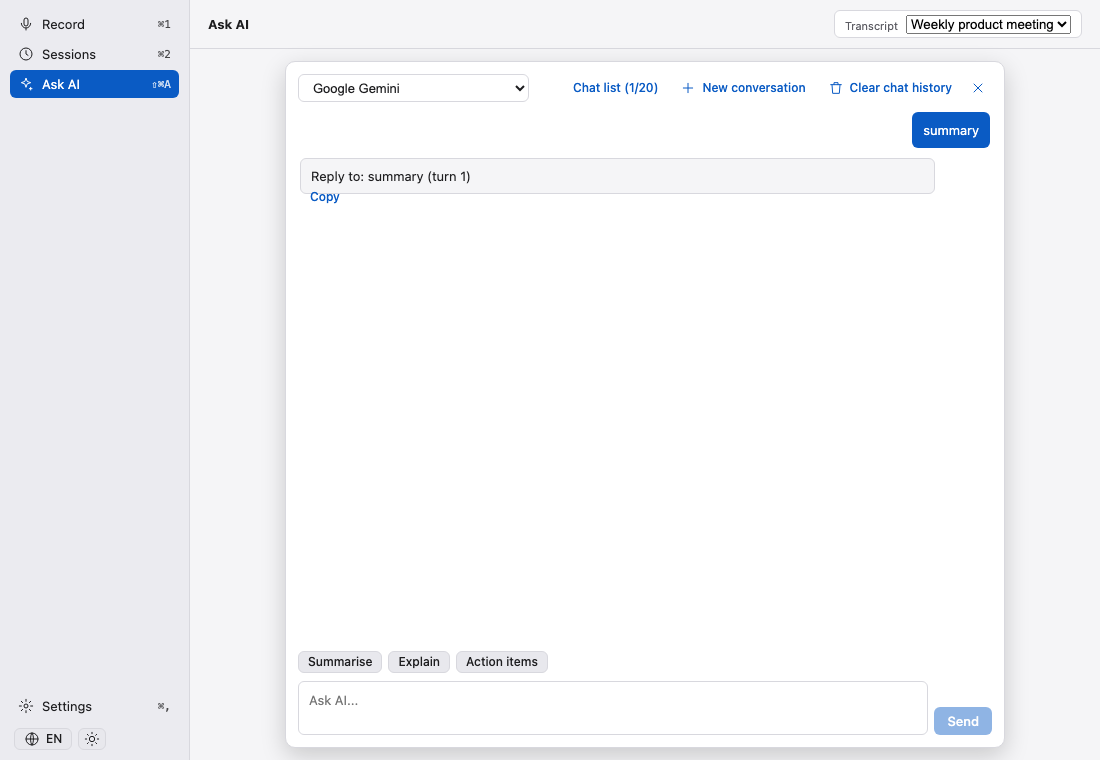 Record ⌘1
Sessions ⌘2
Ask AI ⇧⌘A
Settings ⌘,
EN
Ask AI
Transcript Weekly product meeting
Google Gemini
Chat list (1/20)
New conversation
Clear chat history
summary
Reply to: summary (turn 1)
Copy
Summarise
Explain
Action items
Ask AI...
Send